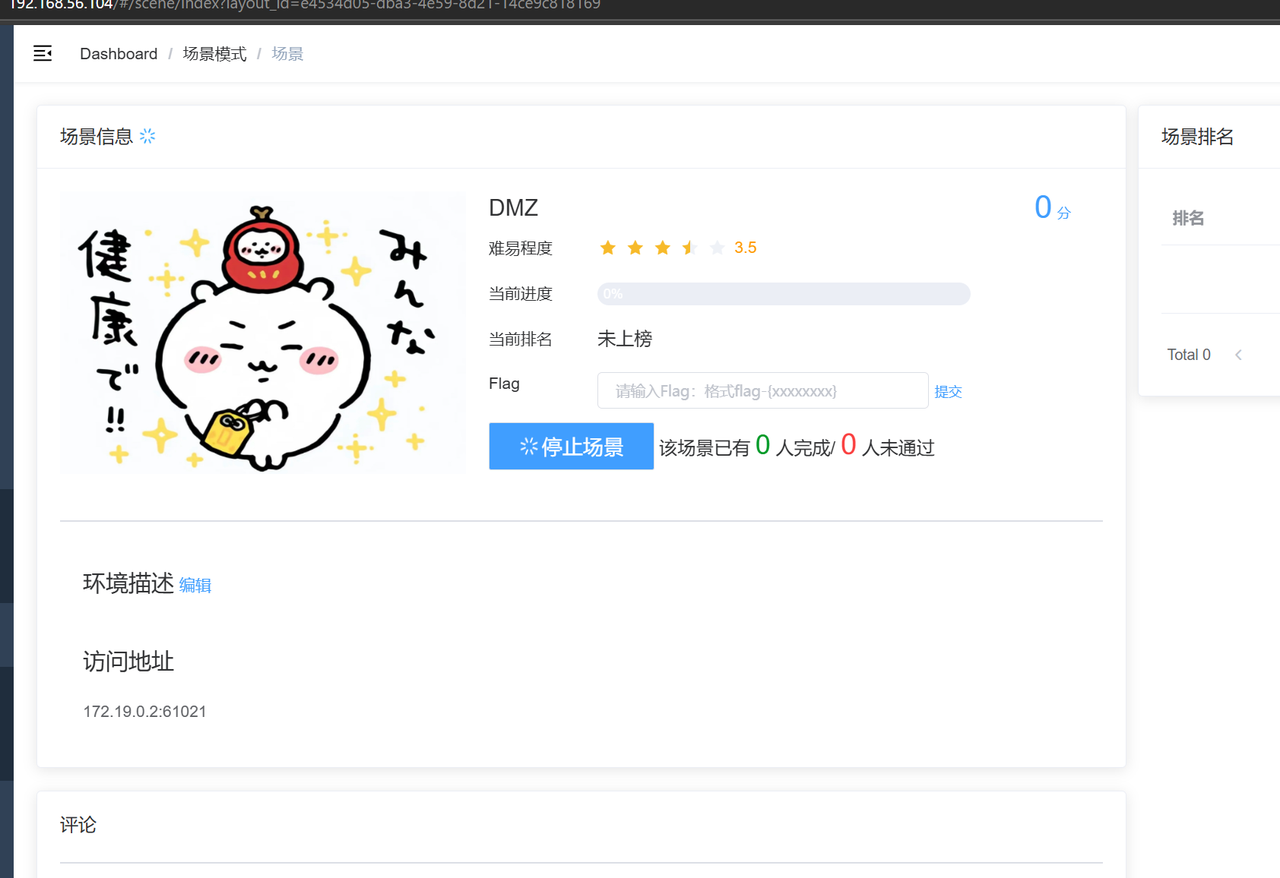 192.168.56.104/#/scene/index?layout_id=e4534d05-dba3-4e59-8d21-14ce9c818169
Dashboard / 场景模式 / 场景
场景信息
健康で!!
みんな
DMZ
0 分
难易程度 3.5
当前进度 0%
当前排名 未上榜
Flag 请输入Flag：格式flag-{xxxxxxxx} 提交
停止场景 该场景已有 0 人完成/ 0 人未通过
环境描述 编辑
访问地址
172.19.0.2:61021
评论
场景排名
排名
Total 0